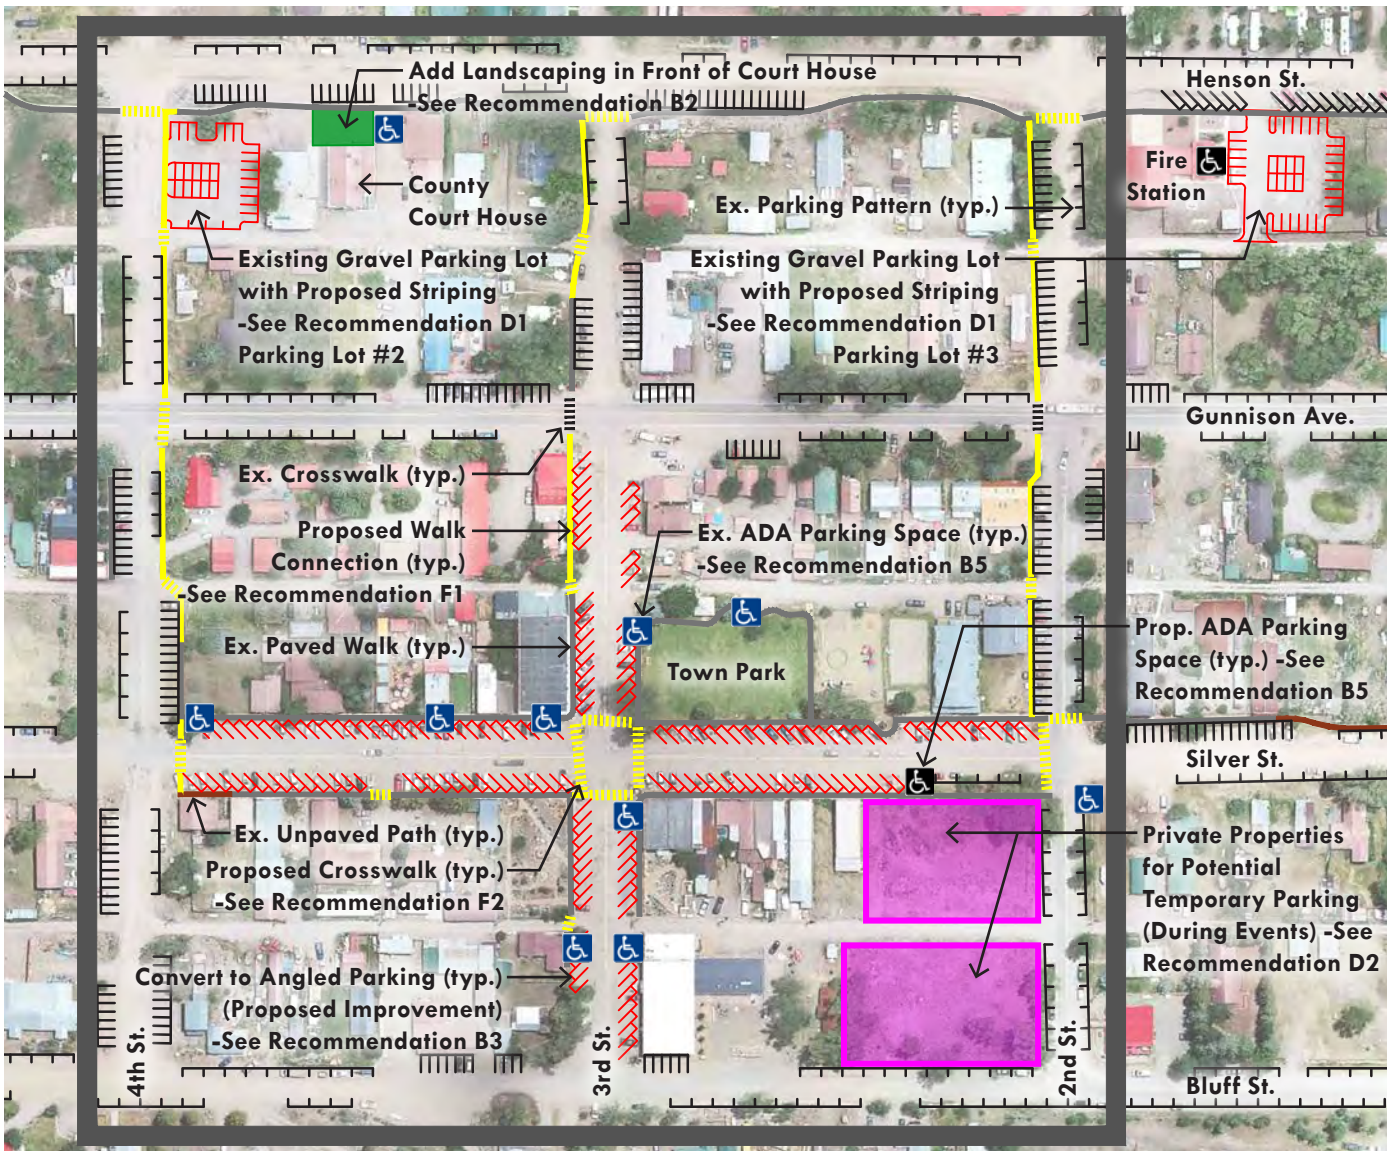 Add Landscaping in Front of Court House
-See Recommendation B2
Henson St.
County
Court House
Fire
Station
Ex. Parking Pattern (typ.)
Existing Gravel Parking Lot
with Proposed Striping
-See Recommendation D1
Parking Lot #2
Existing Gravel Parking Lot
with Proposed Striping
-See Recommendation D1
Parking Lot #3
Gunnison Ave.
Ex. Crosswalk (typ.)
Proposed Walk
Connection (typ.)
-See Recommendation F1
Ex. ADA Parking Space (typ.)
-See Recommendation B5
Ex. Paved Walk (typ.)
Town Park
Prop. ADA Parking
Space (typ.) -See
Recommendation B5
Silver St.
Ex. Unpaved Path (typ.)
Proposed Crosswalk (typ.)
-See Recommendation F2
Private Properties
for Potential
Temporary Parking
(During Events) -See
Recommendation D2
Convert to Angled Parking (typ.)
(Proposed Improvement)
-See Recommendation B3
4th St.
3rd St.
2nd St.
Bluff St.